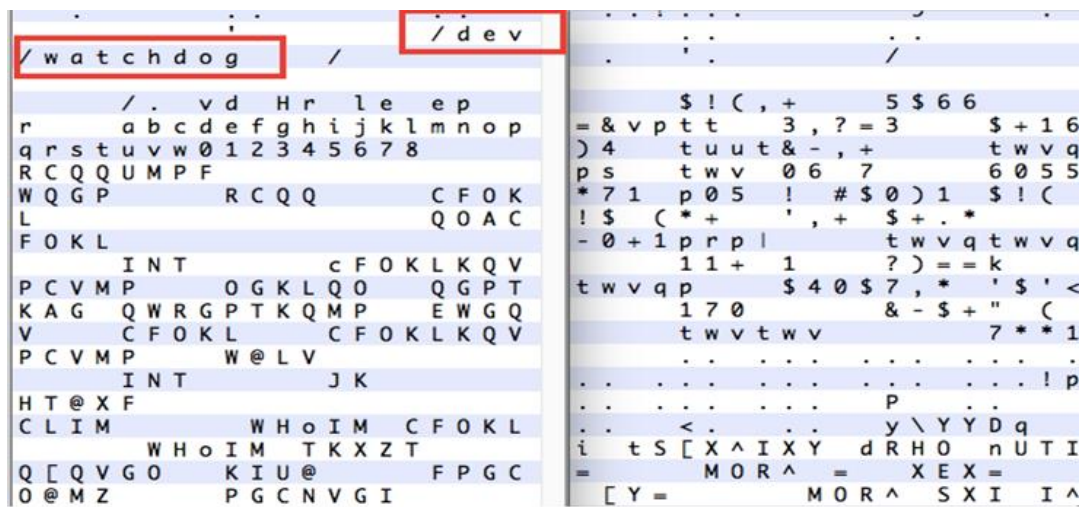 /dev
/watchdog /
/. vd Hr le ep
r abcdefghijklmnop
qrstuvw012345678
RCQQUMPF
WQGP RCQQ CFOK
L QOAC
FOKL
INT cFOKLKQV
PCVMP OGKLQO QGPT
KAG QWRGPTKQMP EWGQ
V CFOKL CFOKLKQV
PCVMP W@LV
INT JK
HT@XF
CLIM WHoIM CFOKL
WHoIM TKXZT
Q[QVGO KIU@ FPGC
O@MZ PGCNVGI
. ' . /
$!(,+ 5$66
=&vptt 3,?=3 $+16
)4 tuut&-,+ twvq
ps twv 06 7 6055
*71 p05 ! #$0)1 $!(
!$ (*+ ',+ $+.*
-0+1prp| twvqtwvq
11+ 1 ?)==k
twvqp $40$7,* '$'<
170 &-$+" (
twvtwv 7**1
.. ... ... ... ...!p
.. ... ... P ..
.. <. .. y\YYDq
i tS[X^IXY dRHO nUTI
= MOR^ = XEX=
[Y= MOR^ SXI I^